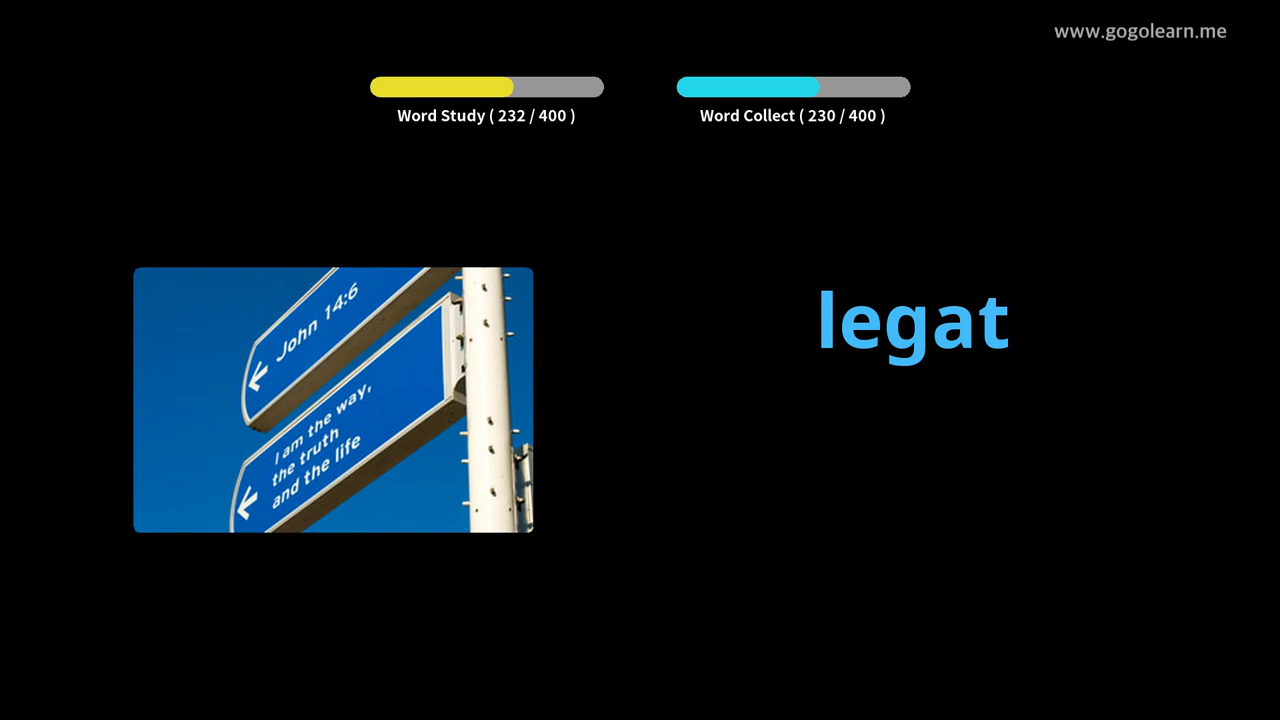 www.gogolearn.me
Word Study ( 232 / 400 )
Word Collect ( 230 / 400 )
John 14:6
I am the way,
the truth
and the life
legat